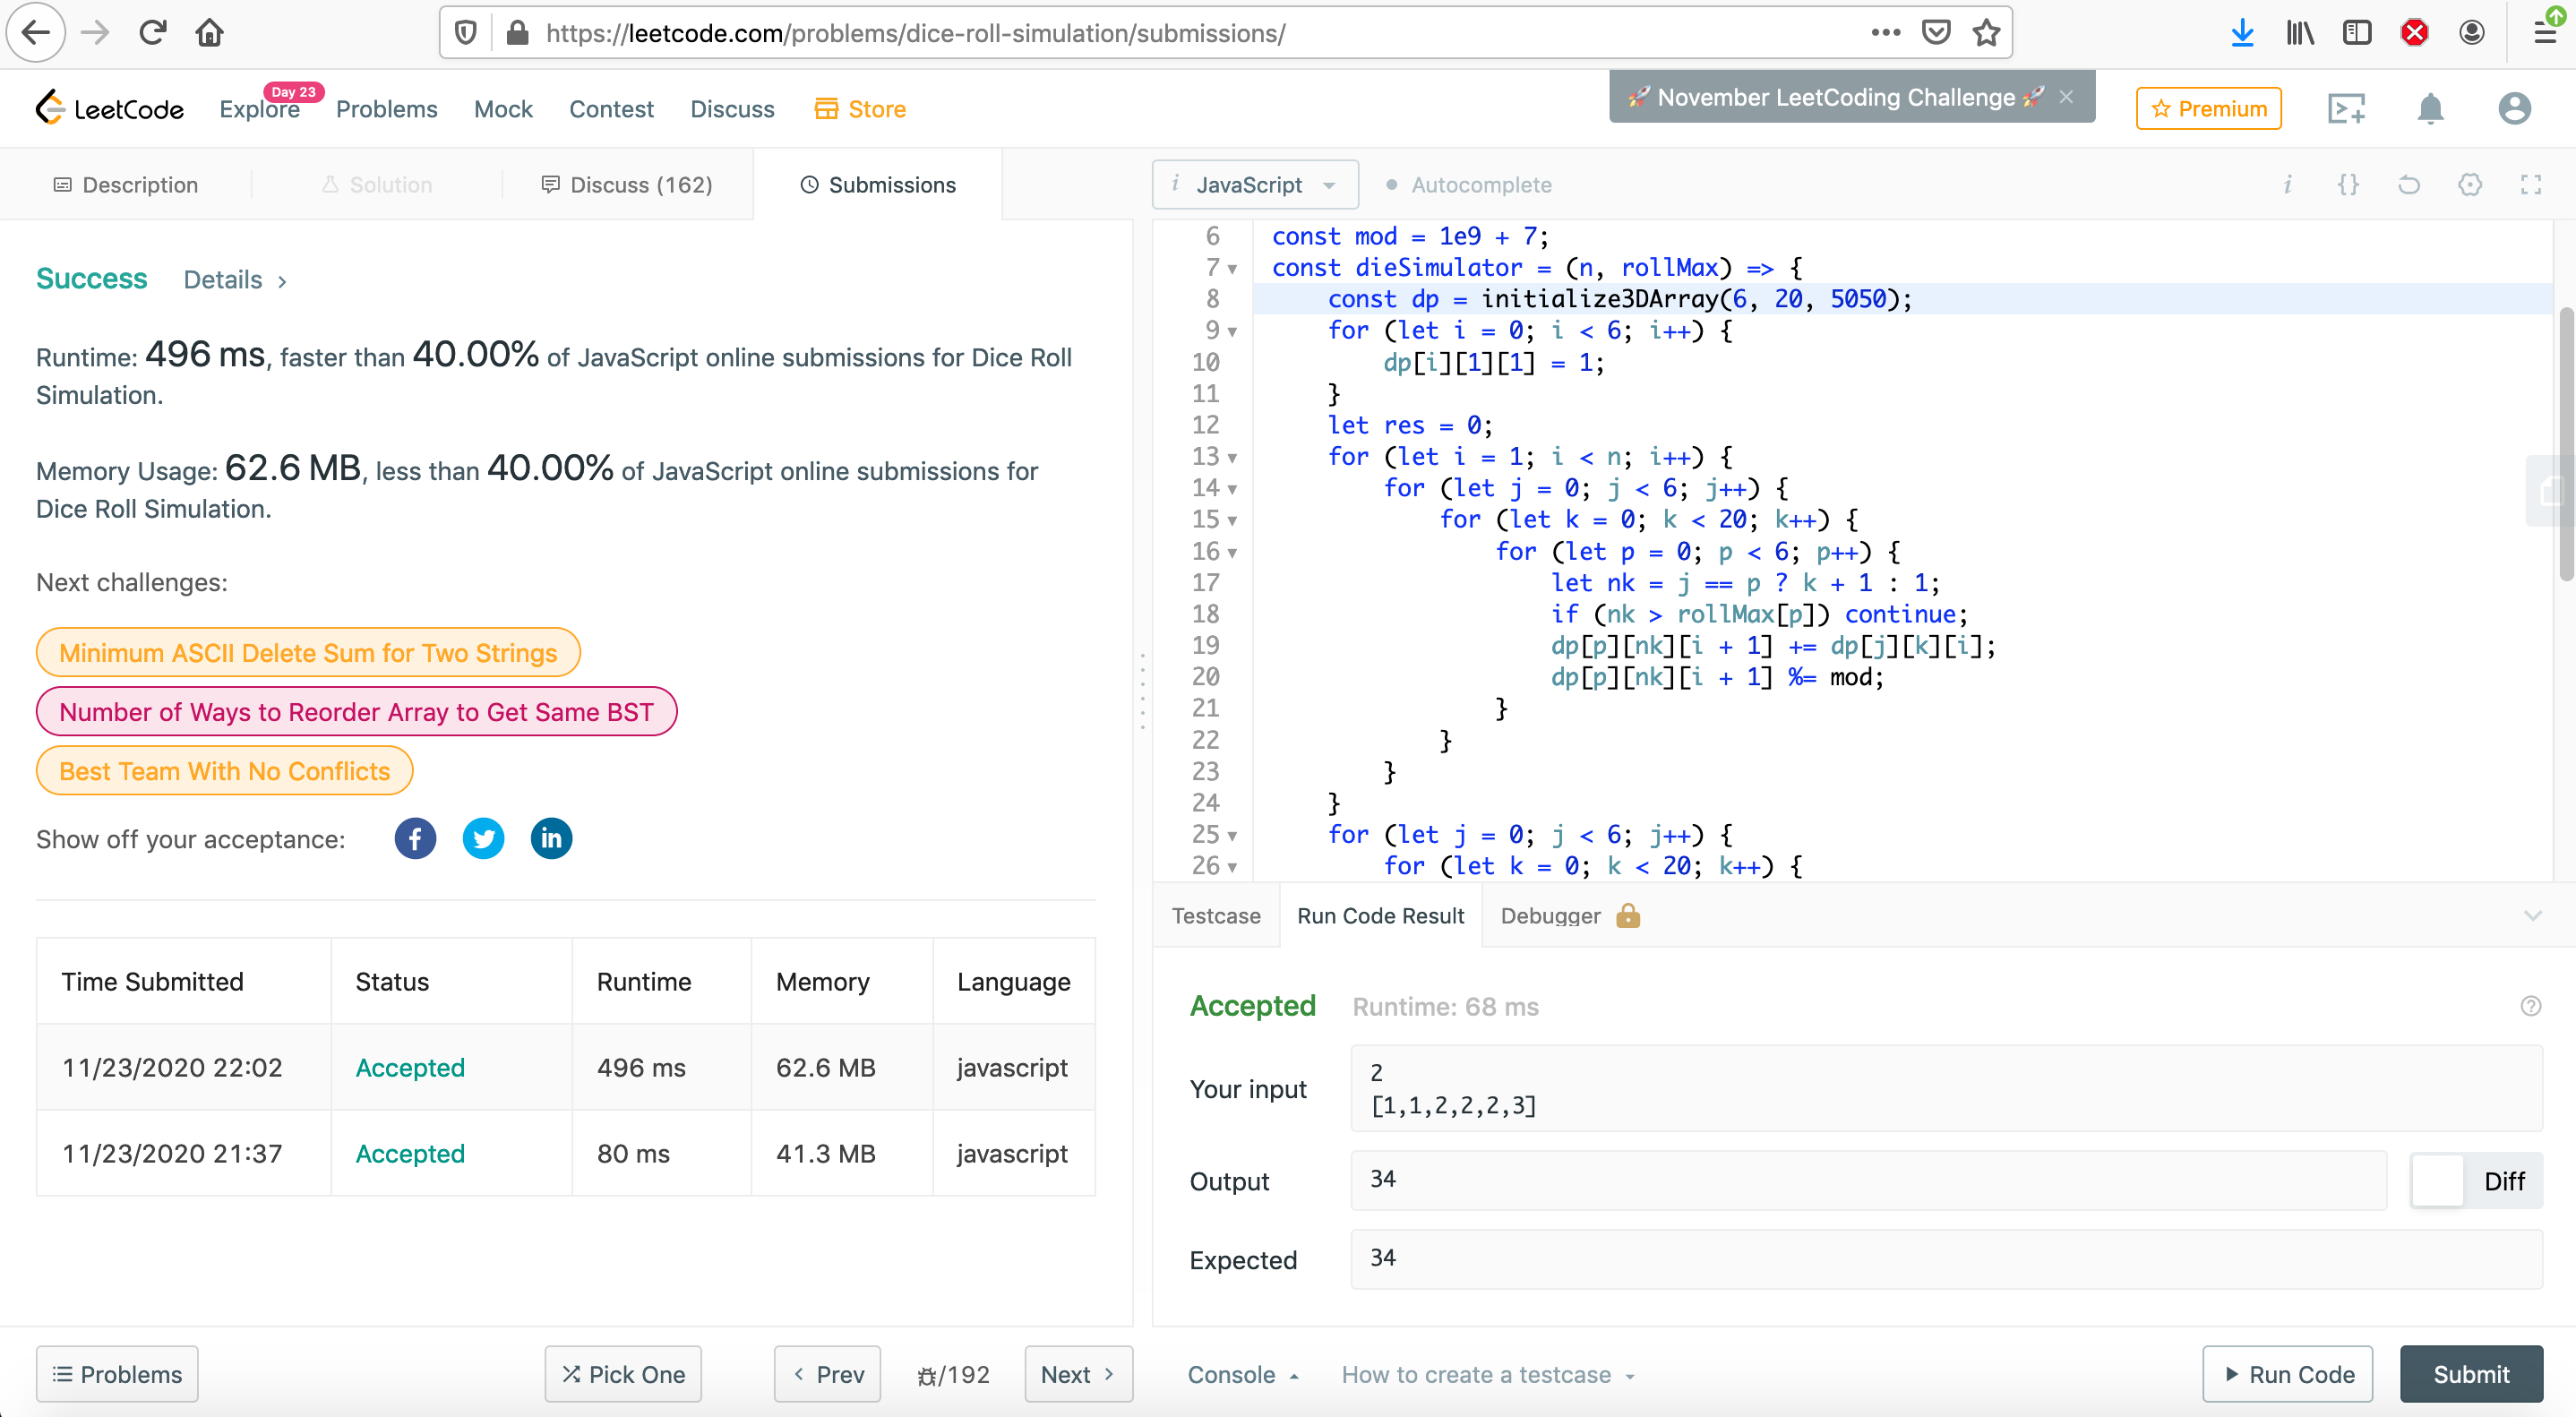 https://leetcode.com/problems/dice-roll-simulation/submissions/
LeetCode
Explore
Day 23
Problems
Mock
Contest
Discuss
Store
🚀 November LeetCoding Challenge 🚀 ×
Premium
Description
Solution
Discuss (162)
Submissions
i JavaScript
Autocomplete
i
{}
Success
Details >
Runtime: 496 ms, faster than 40.00% of JavaScript online submissions for Dice Roll
Simulation.
Memory Usage: 62.6 MB, less than 40.00% of JavaScript online submissions for
Dice Roll Simulation.
Next challenges:
Minimum ASCII Delete Sum for Two Strings
Number of Ways to Reorder Array to Get Same BST
Best Team With No Conflicts
Show off your acceptance:
f
in
Time Submitted Status Runtime Memory Language
11/23/2020 22:02 Accepted 496 ms 62.6 MB javascript
11/23/2020 21:37 Accepted 80 ms 41.3 MB javascript
6 const mod = 1e9 + 7;
7 const dieSimulator = (n, rollMax) => {
8 const dp = initialize3DArray(6, 20, 5050);
9 for (let i = 0; i < 6; i++) {
10 dp[i][1][1] = 1;
11 }
12 let res = 0;
13 for (let i = 1; i < n; i++) {
14 for (let j = 0; j < 6; j++) {
15 for (let k = 0; k < 20; k++) {
16 for (let p = 0; p < 6; p++) {
17 let nk = j == p ? k + 1 : 1;
18 if (nk > rollMax[p]) continue;
19 dp[p][nk][i + 1] += dp[j][k][i];
20 dp[p][nk][i + 1] %= mod;
21 }
22 }
23 }
24 }
25 for (let j = 0; j < 6; j++) {
26 for (let k = 0; k < 20; k++) {
Testcase
Run Code Result
Debugger
Accepted
Runtime: 68 ms
?
Your input
2
[1,1,2,2,2,3]
Output
34
Diff
Expected
34
Problems
Pick One
< Prev
/192
Next >
Console
How to create a testcase
Run Code
Submit